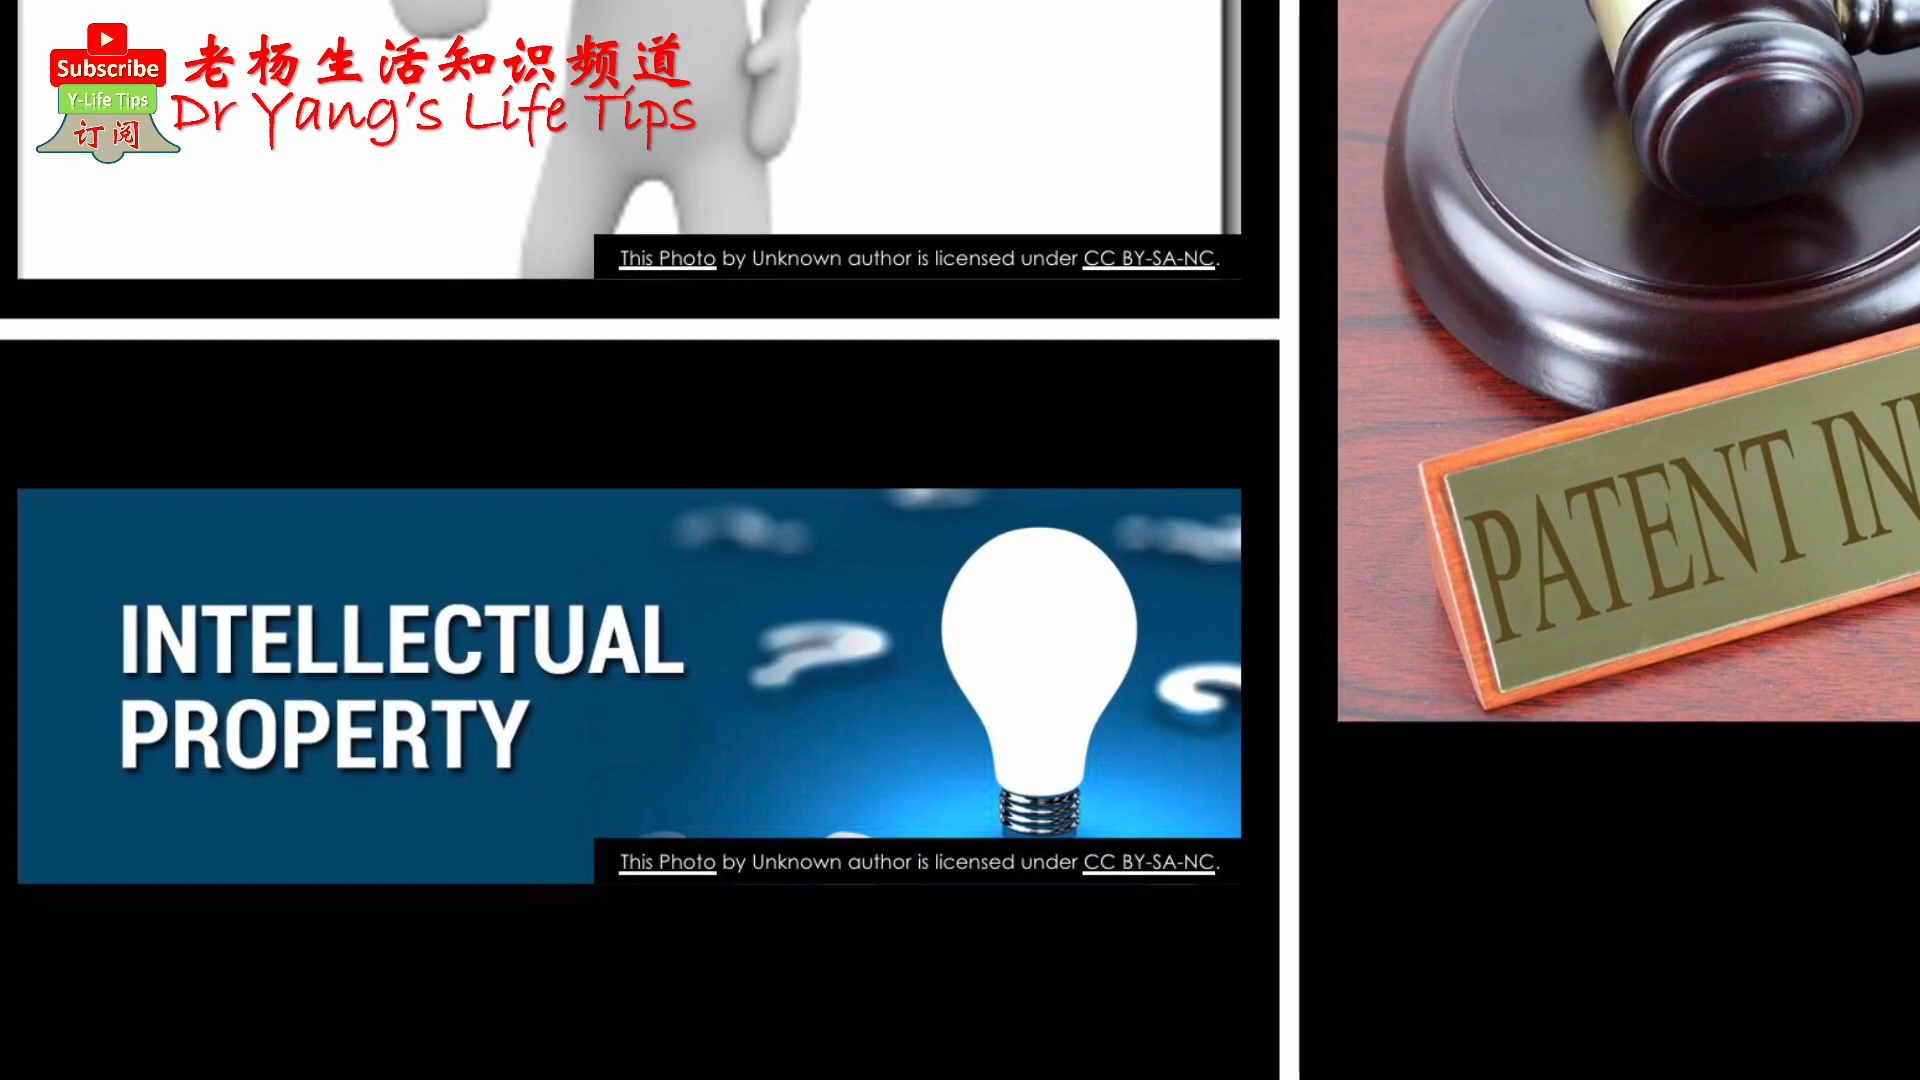 Subscribe
Y-Life Tips
订阅
老杨生活知识频道
Dr Yang's Life Tips
This Photo by Unknown author is licensed under CC BY-SA-NC.
INTELLECTUAL
PROPERTY
This Photo by Unknown author is licensed under CC BY-SA-NC.
PATENT